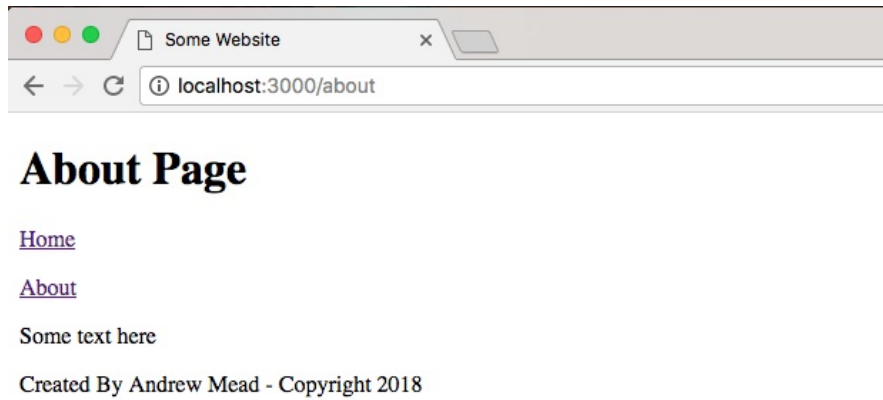 Some Website
localhost:3000/about
About Page
Home
About
Some text here
Created By Andrew Mead - Copyright 2018